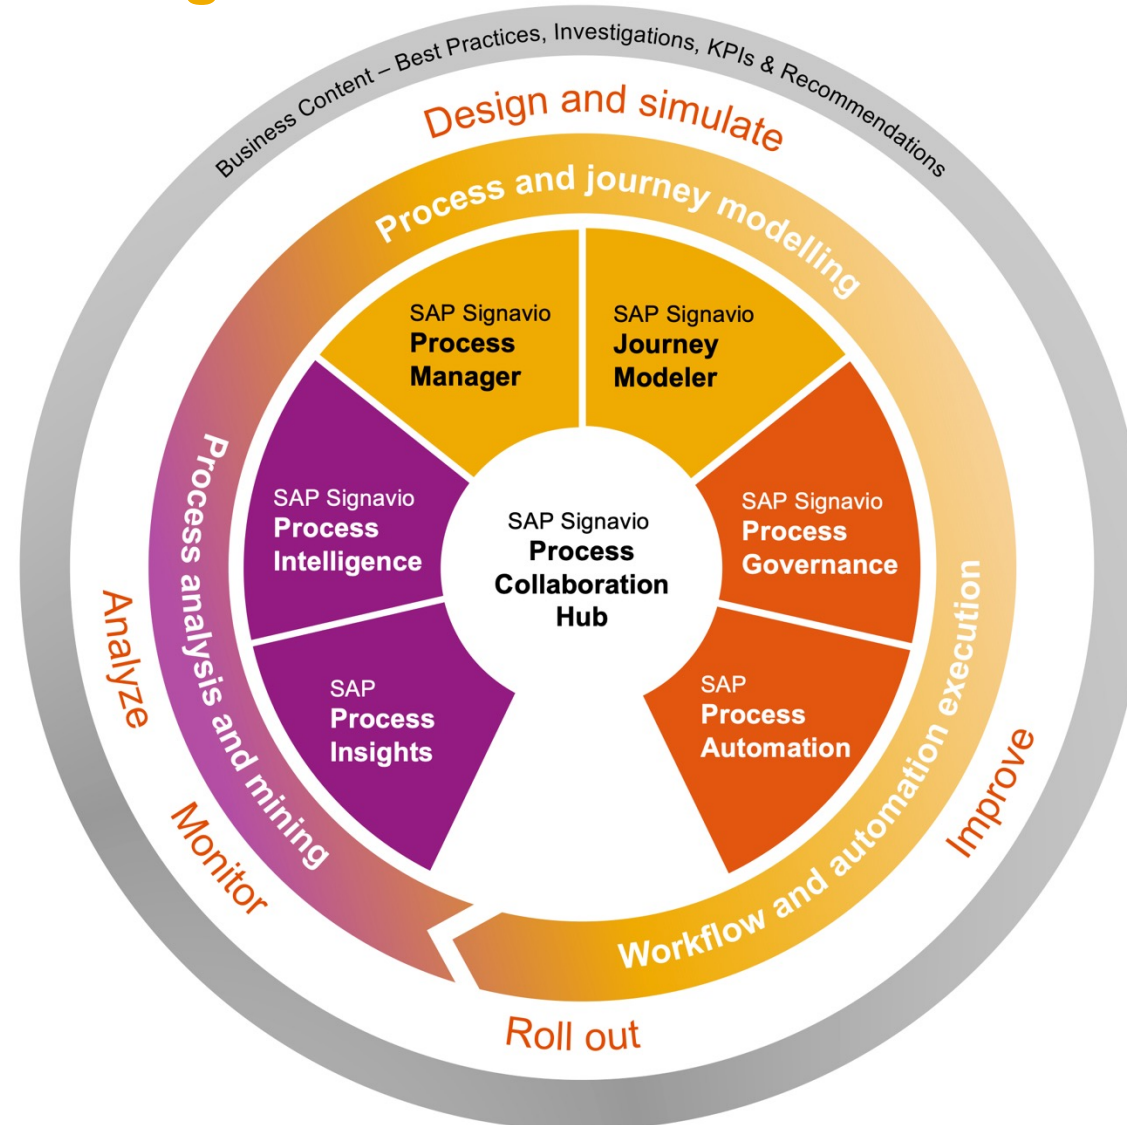 Business Content – Best Practices, Investigations, KPIs & Recommendations
Design and simulate
Process and journey modelling
SAP Signavio
Process
Manager
SAP Signavio
Journey
Modeler
SAP Signavio
Process
Intelligence
SAP Signavio
Process
Collaboration
Hub
SAP Signavio
Process
Governance
SAP
Process
Insights
SAP
Process
Automation
Process analysis and mining
Workflow and automation execution
Analyze
Monitor
Improve
Roll out